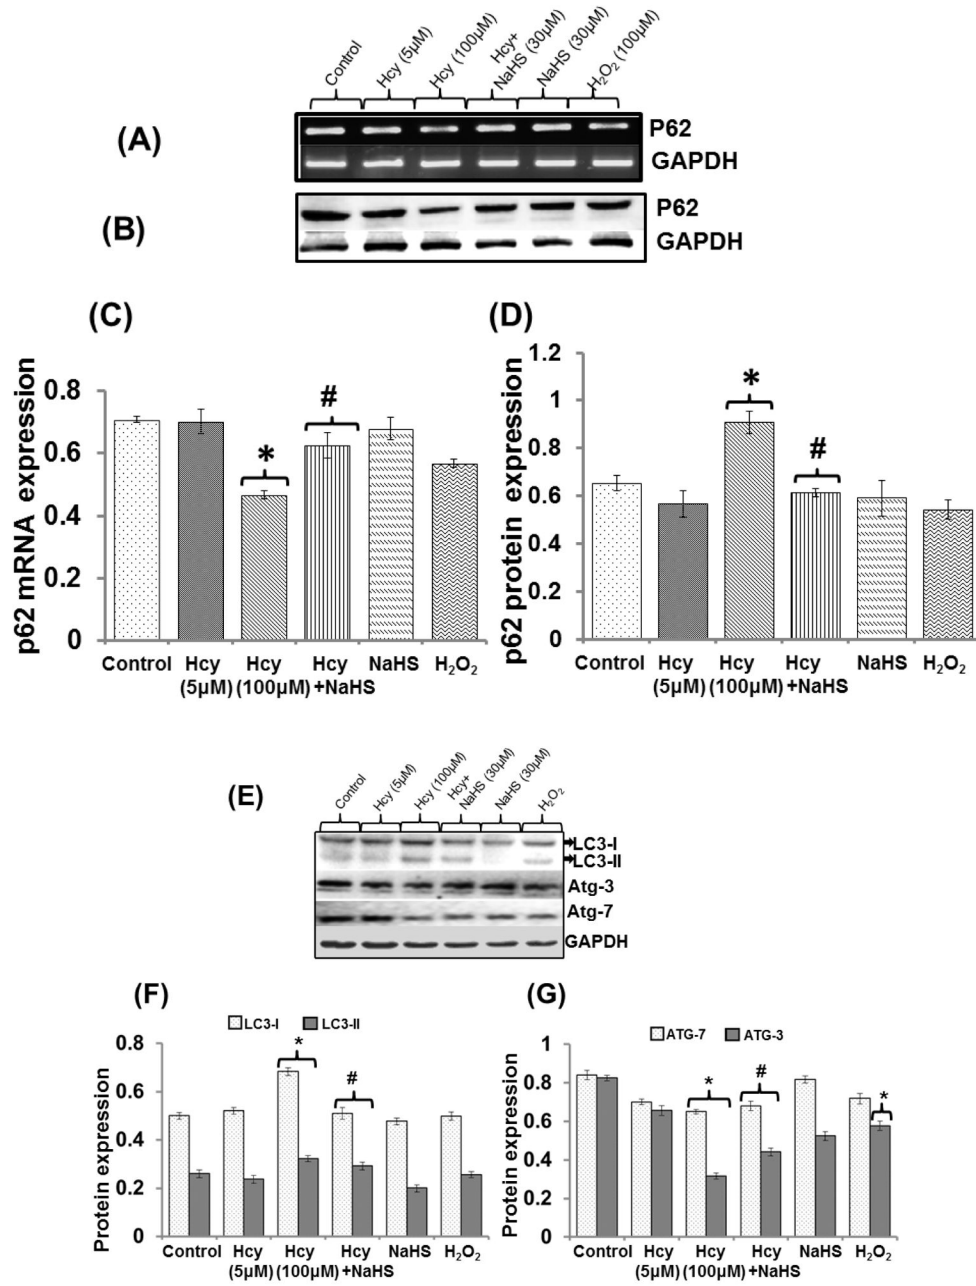 Control
Hcy (5µM)
Hcy (100µM)
Hcy+
NaHS (30µM)
NaHS (30µM)
H₂O₂ (100µM)
(A)
P62
GAPDH
(B)
P62
GAPDH
(C)
p62 mRNA expression
0.8
0.6
0.4
0.2
0
*
#
Control Hcy Hcy Hcy NaHS H₂O₂
(5µM) (100µM) +NaHS
(D)
p62 protein expression
1.2
1
0.8
0.6
0.4
0.2
0
*
#
Control Hcy Hcy Hcy NaHS H₂O₂
(5µM) (100µM) +NaHS
(E)
Control
Hcy (5µM)
Hcy (100µM)
Hcy+
NaHS (30µM)
NaHS (30µM)
H₂O₂
LC3-I
LC3-II
Atg-3
Atg-7
GAPDH
(F)
LC3-I LC3-II
Protein expression
0.8
0.6
0.4
0.2
0
*
#
Control Hcy Hcy Hcy NaHS H₂O₂
(5µM) (100µM) +NaHS
(G)
ATG-7 ATG-3
Protein expression
1
0.8
0.6
0.4
0.2
0
*
#
*
Control Hcy Hcy Hcy NaHS H₂O₂
(5µM) (100µM) +NaHS